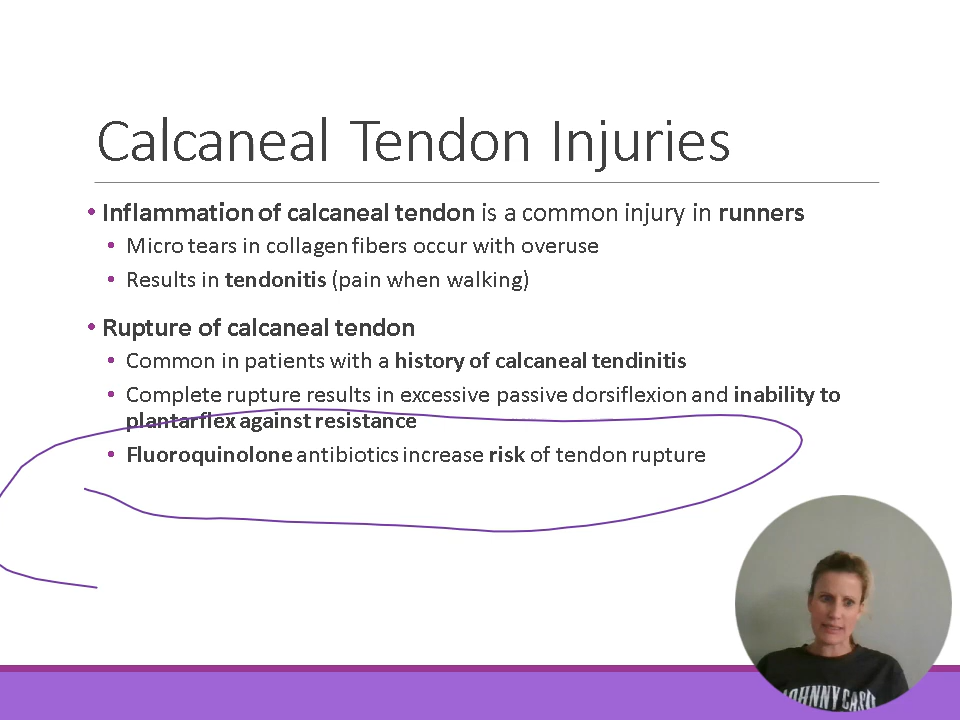 Calcaneal Tendon Injuries
• Inflammation of calcaneal tendon is a common injury in runners
• Micro tears in collagen fibers occur with overuse
• Results in tendonitis (pain when walking)
• Rupture of calcaneal tendon
• Common in patients with a history of calcaneal tendinitis
• Complete rupture results in excessive passive dorsiflexion and inability to
plantarflex against resistance
• Fluoroquinolone antibiotics increase risk of tendon rupture
JOHNNY CASH